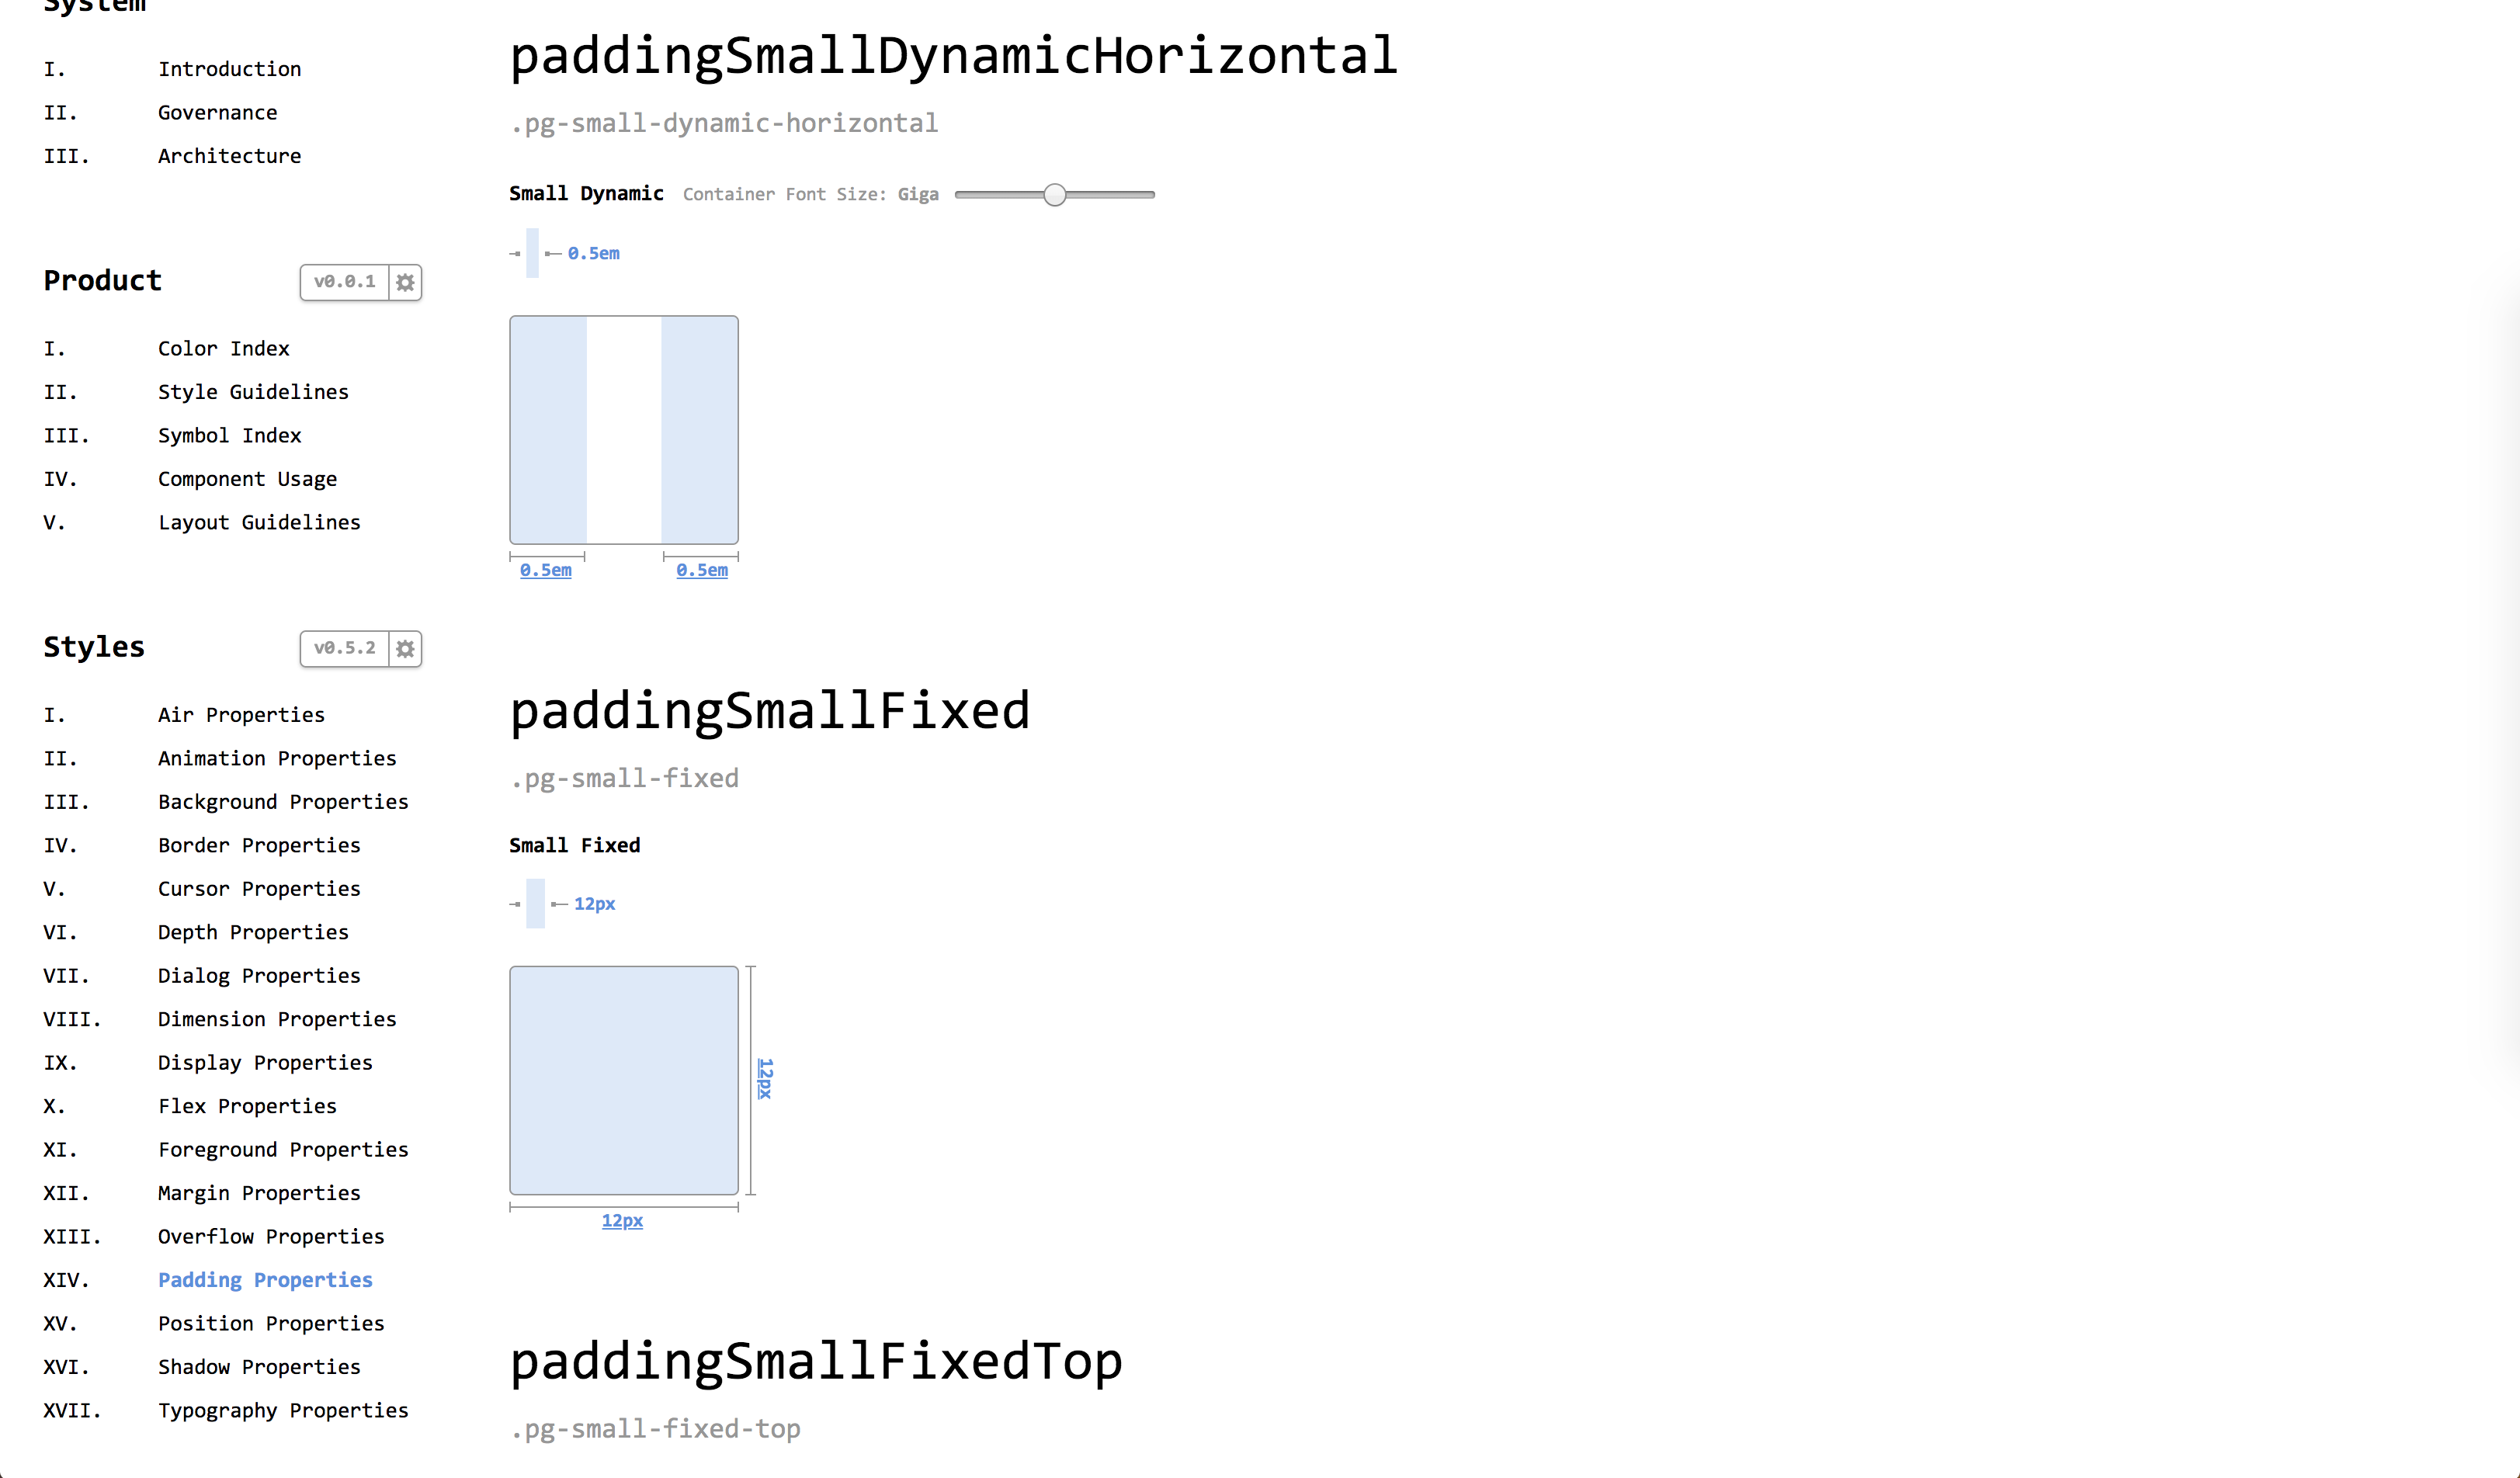 System
I. Introduction
II. Governance
III. Architecture
Product v0.0.1
I. Color Index
II. Style Guidelines
III. Symbol Index
IV. Component Usage
V. Layout Guidelines
Styles v0.5.2
I. Air Properties
II. Animation Properties
III. Background Properties
IV. Border Properties
V. Cursor Properties
VI. Depth Properties
VII. Dialog Properties
VIII. Dimension Properties
IX. Display Properties
X. Flex Properties
XI. Foreground Properties
XII. Margin Properties
XIII. Overflow Properties
XIV. Padding Properties
XV. Position Properties
XVI. Shadow Properties
XVII. Typography Properties
paddingSmallDynamicHorizontal
.pg-small-dynamic-horizontal
Small Dynamic Container Font Size: Giga
0.5em
0.5em 0.5em
paddingSmallFixed
.pg-small-fixed
Small Fixed
12px
12px
12px
paddingSmallFixedTop
.pg-small-fixed-top